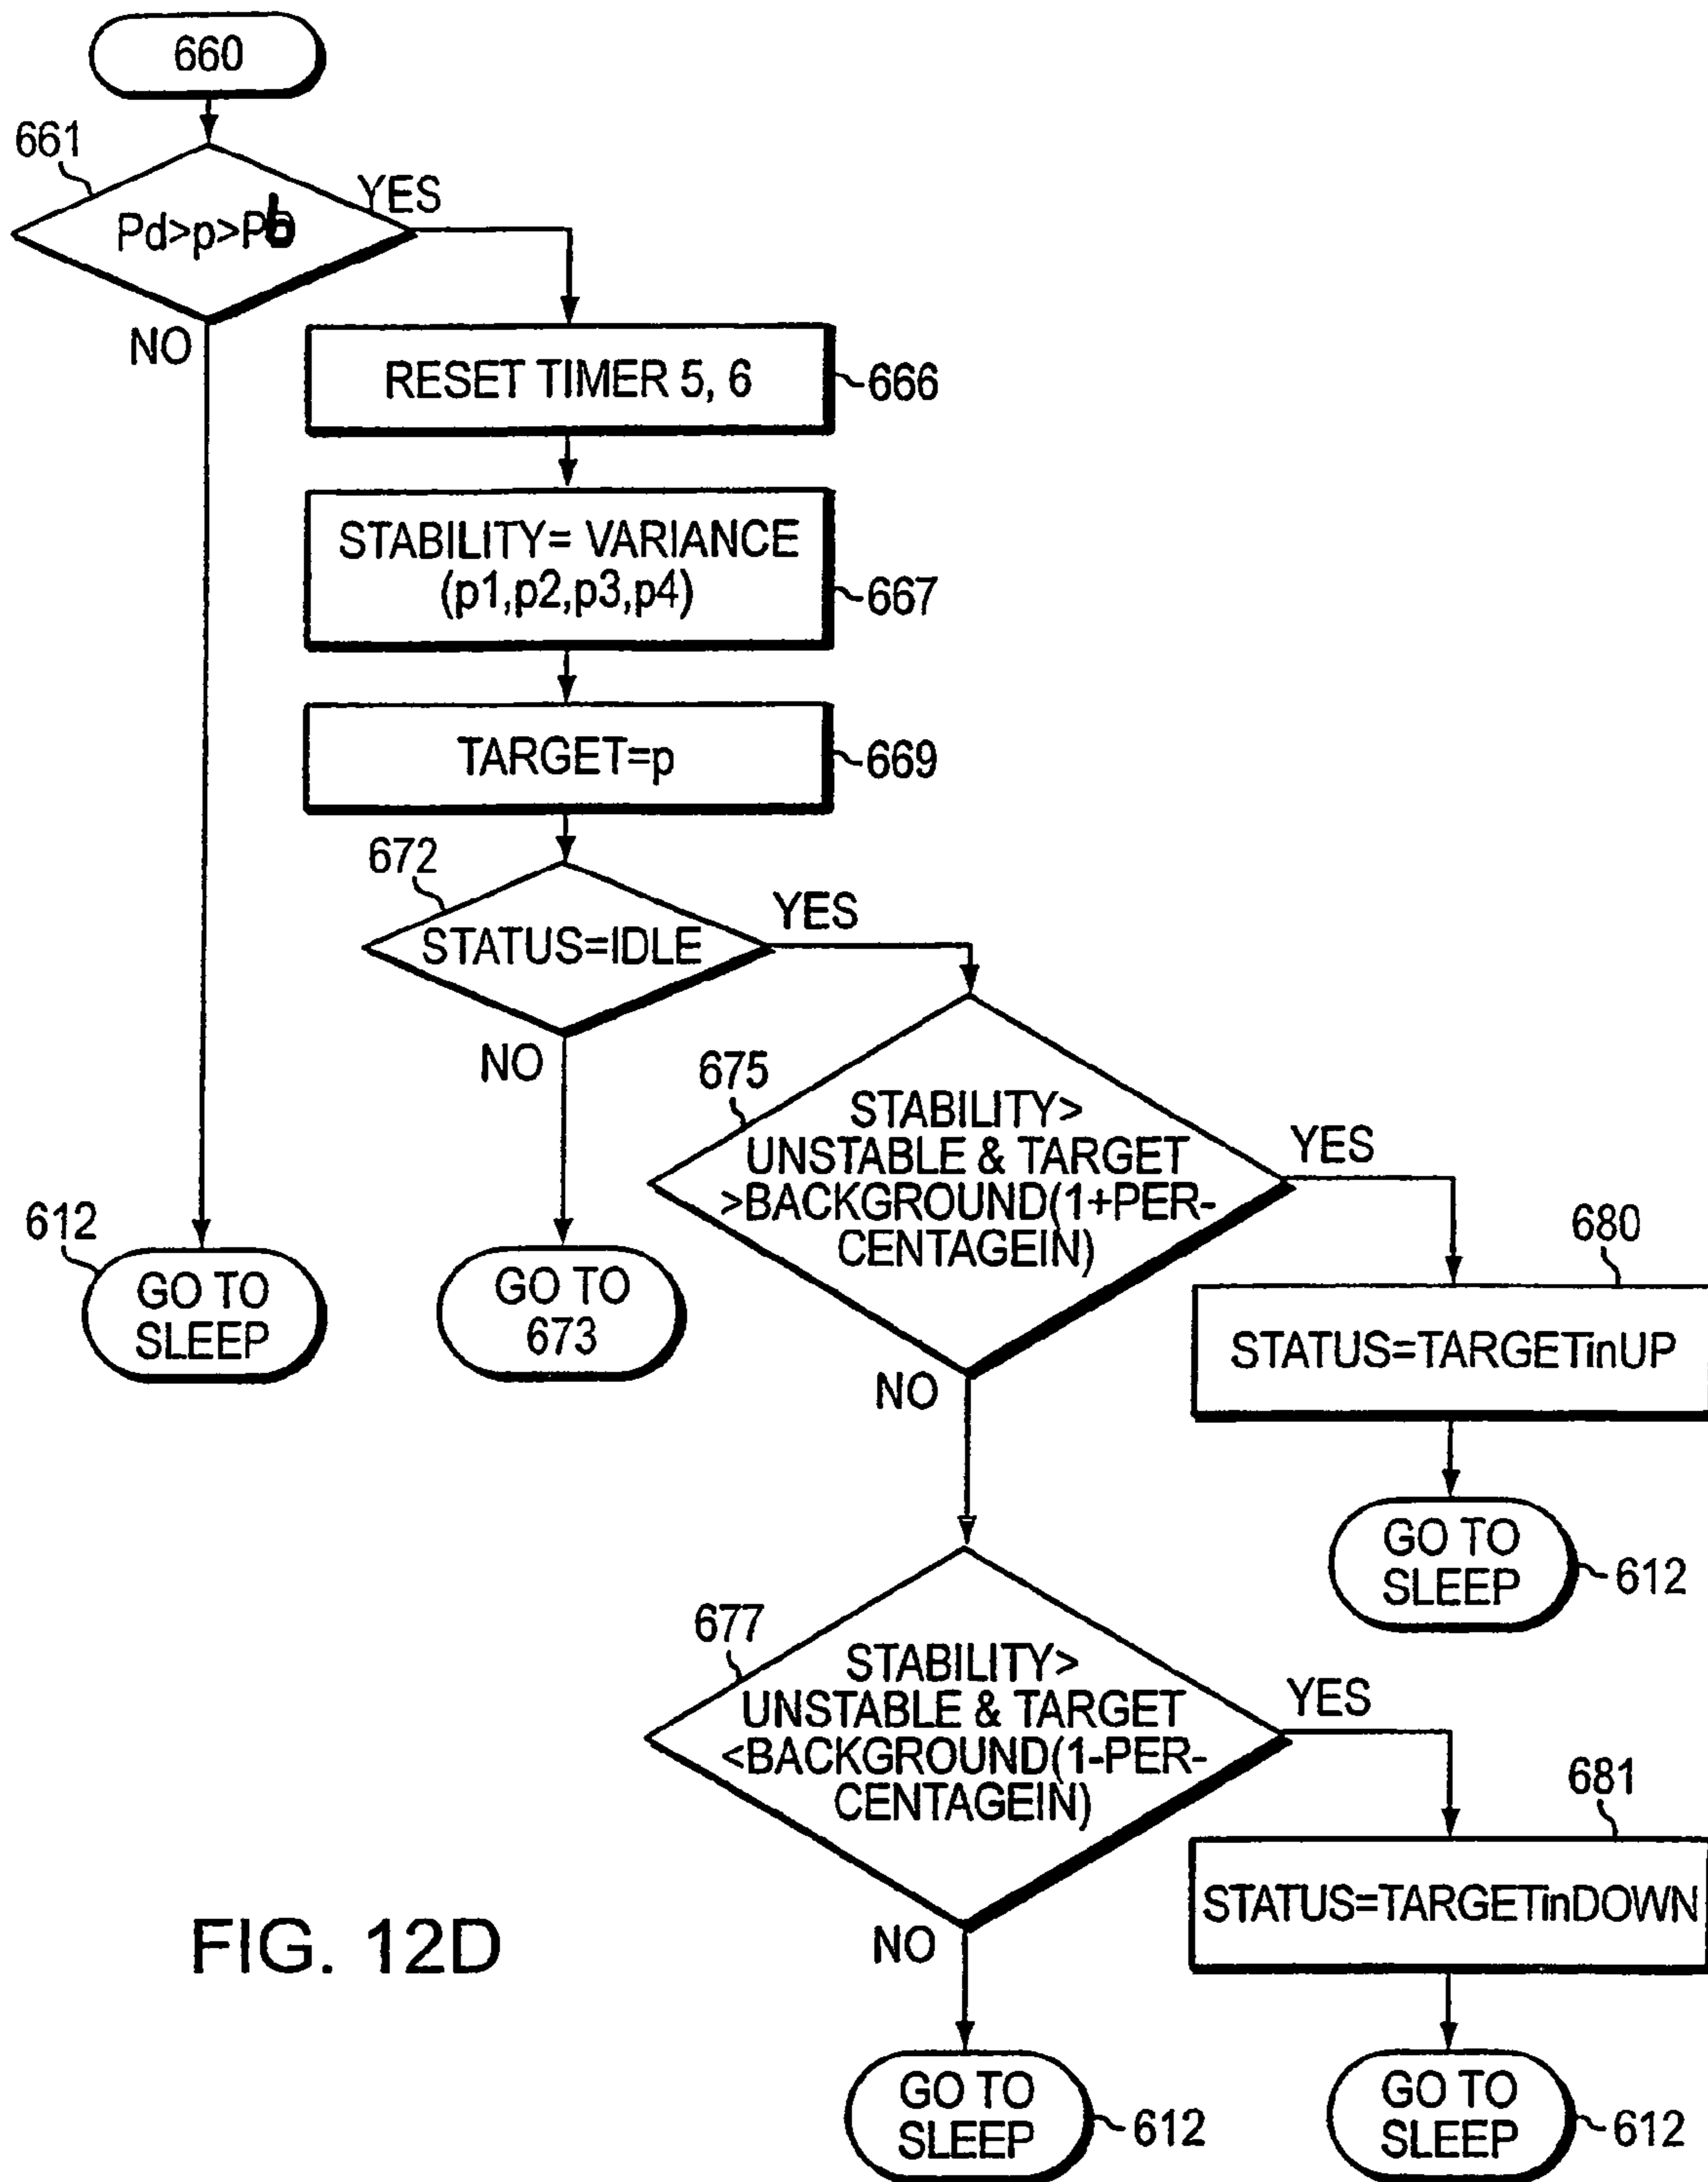 660
661
YES
Pd>p>Pb
NO
RESET TIMER 5, 6
666
STABILITY= VARIANCE
(p1,p2,p3,p4)
667
TARGET=p
669
672
YES
STATUS=IDLE
NO
675
STABILITY>
UNSTABLE & TARGET
>BACKGROUND(1+PER-
CENTAGEIN)
YES
NO
612
GO TO
SLEEP
GO TO
673
680
STATUS=TARGETinUP
GO TO
SLEEP
612
677
STABILITY>
UNSTABLE & TARGET
<BACKGROUND(1-PER-
CENTAGEIN)
YES
NO
681
STATUS=TARGETinDOWN
FIG. 12D
GO TO
SLEEP
612
GO TO
SLEEP
612